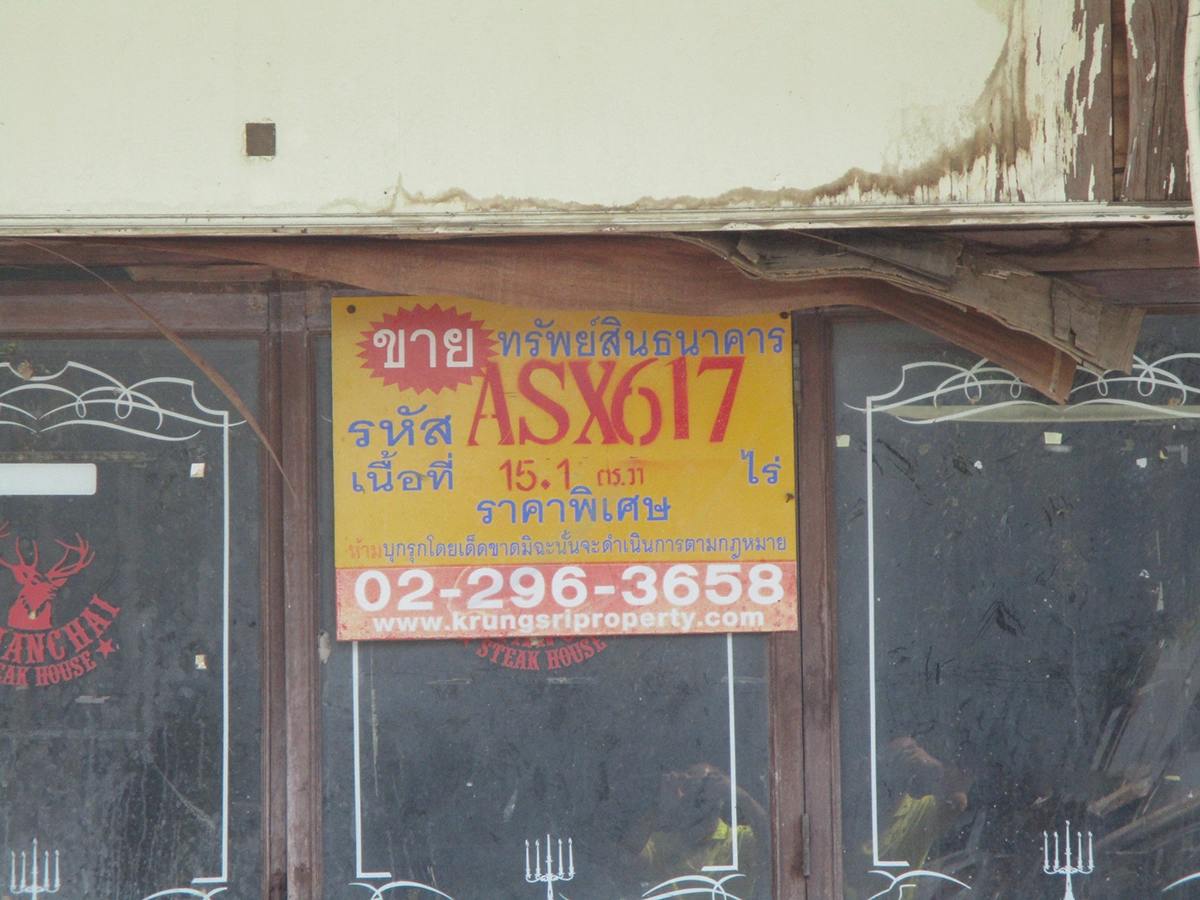 ขาย ทรัพย์สินธนาคาร
รหัส ASX617
เนื้อที่ 15.1 ตร.วา ไร่
ราคาพิเศษ
ห้ามบุกรุกโดยเด็ดขาดมิฉะนั้นจะดำเนินการตามกฎหมาย
02-296-3658
www.krungsriproperty.com
ANCHAI
EAK HOUSE
STEAK HOUSE